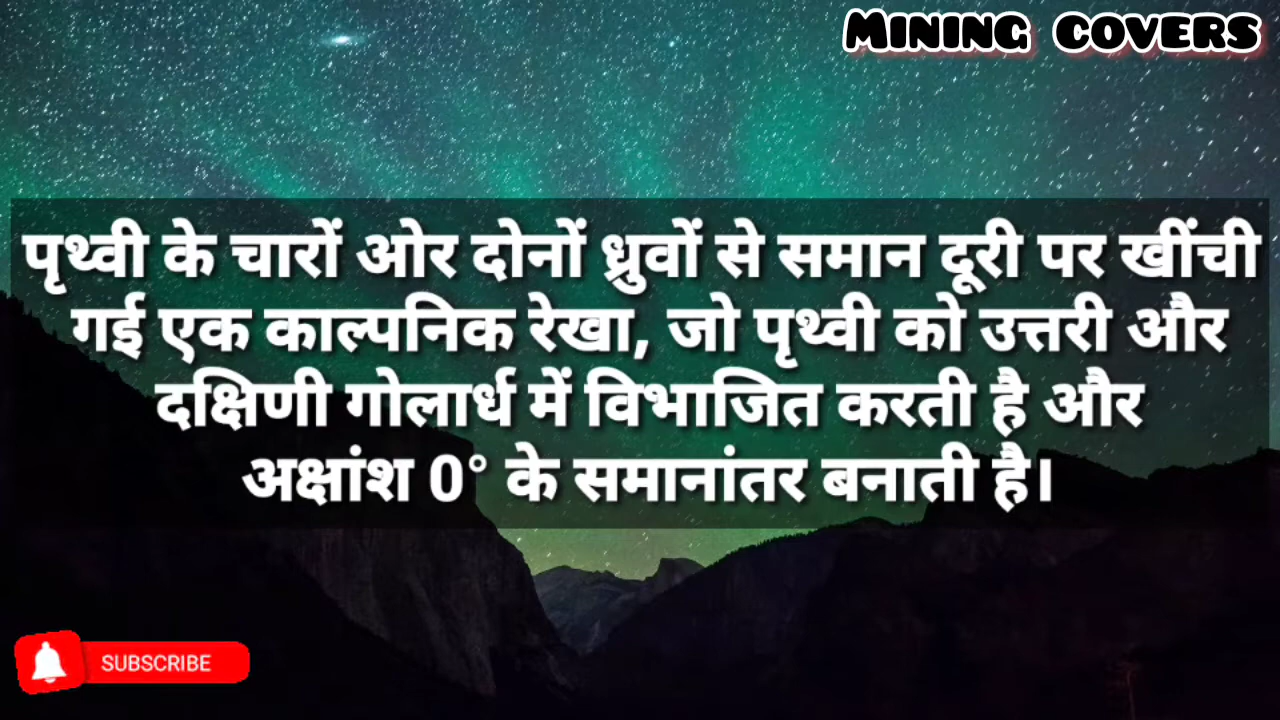 MINING COVERS
पृथ्वी के चारों ओर दोनों ध्रुवों से समान दूरी पर खींची
गई एक काल्पनिक रेखा, जो पृथ्वी को उत्तरी और
दक्षिणी गोलार्ध में विभाजित करती है और
अक्षांश 0° के समानांतर बनाती है।
SUBSCRIBE